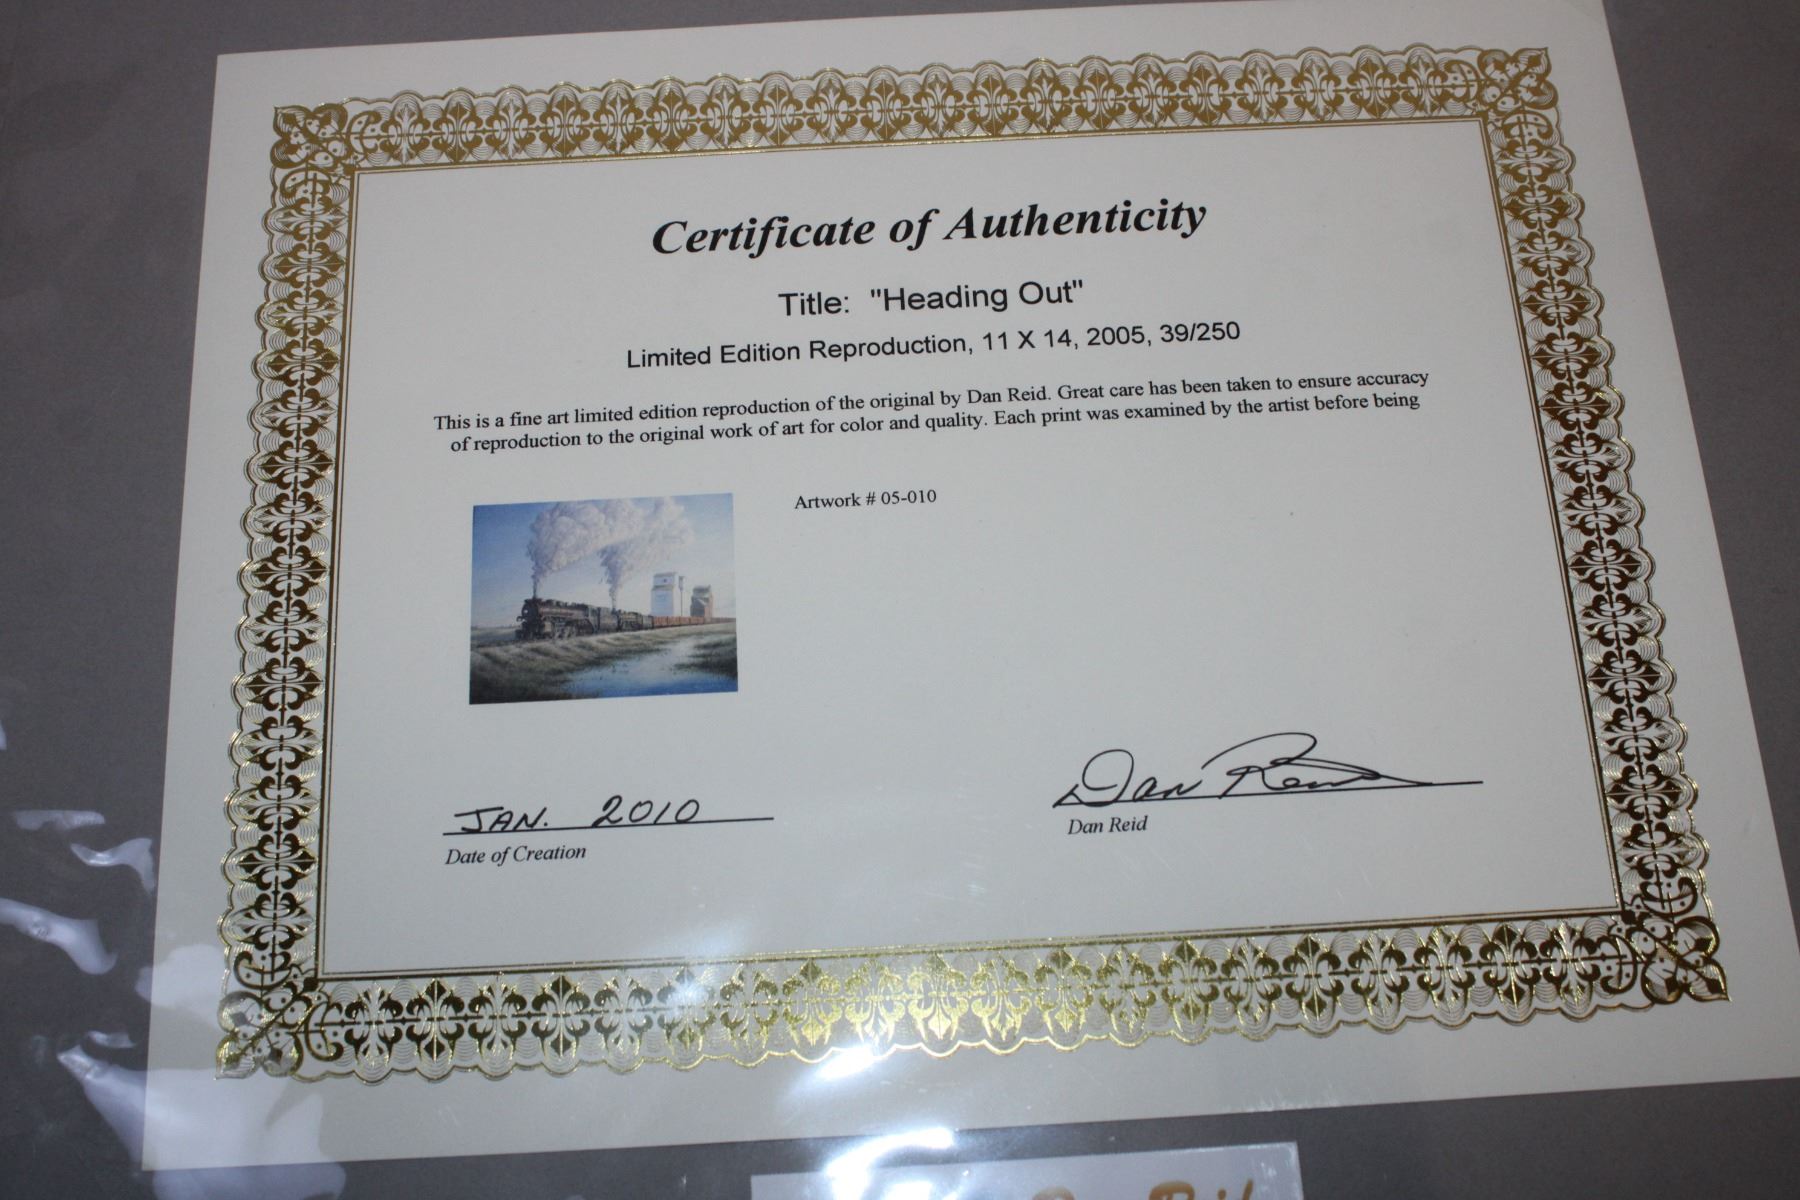 Certificate of Authenticity
Title: "Heading Out"
Limited Edition Reproduction, 11 X 14, 2005, 39/250
This is a fine art limited edition reproduction of the original by Dan Reid. Great care has been taken to ensure accuracy
of reproduction to the original work of art for color and quality. Each print was examined by the artist before being
Artwork # 05-010
JAN. 2010
Date of Creation
Dan Reid
Dan Reid
Dan Reid